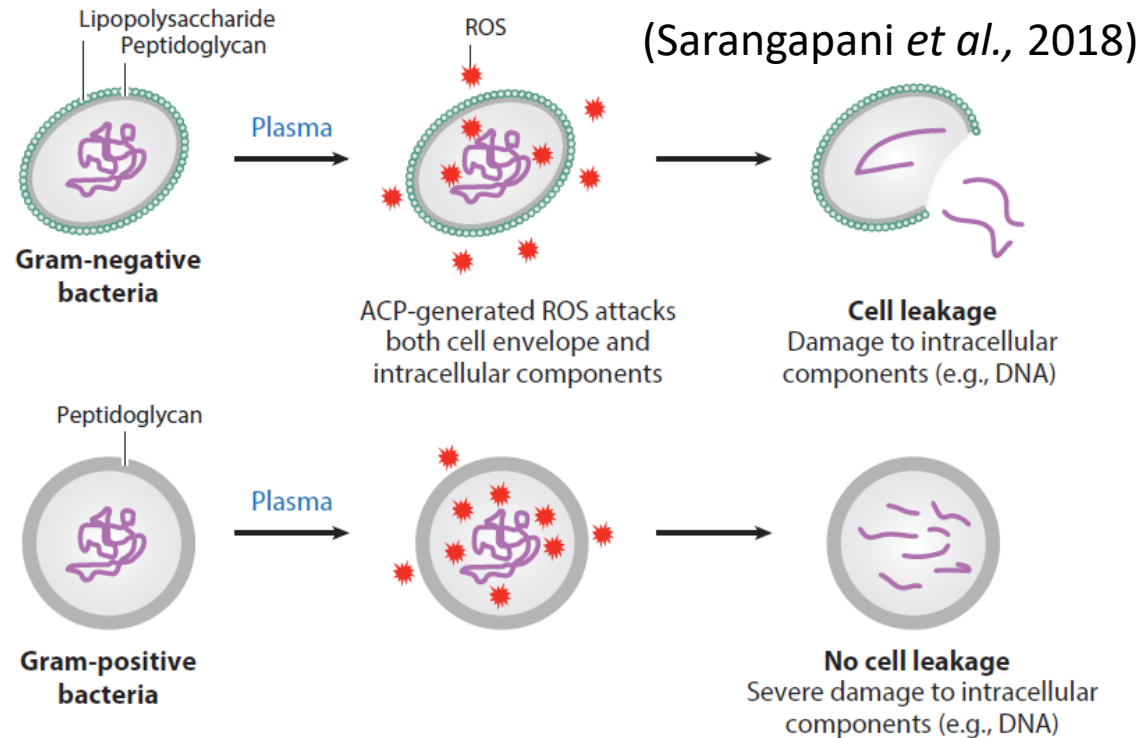 Lipopolysaccharide
Peptidoglycan
ROS
(Sarangapani et al., 2018)
Plasma
Gram-negative
bacteria
ACP-generated ROS attacks
both cell envelope and
intracellular components
Cell leakage
Damage to intracellular
components (e.g., DNA)
Peptidoglycan
Plasma
Gram-positive
bacteria
No cell leakage
Severe damage to intracellular
components (e.g., DNA)